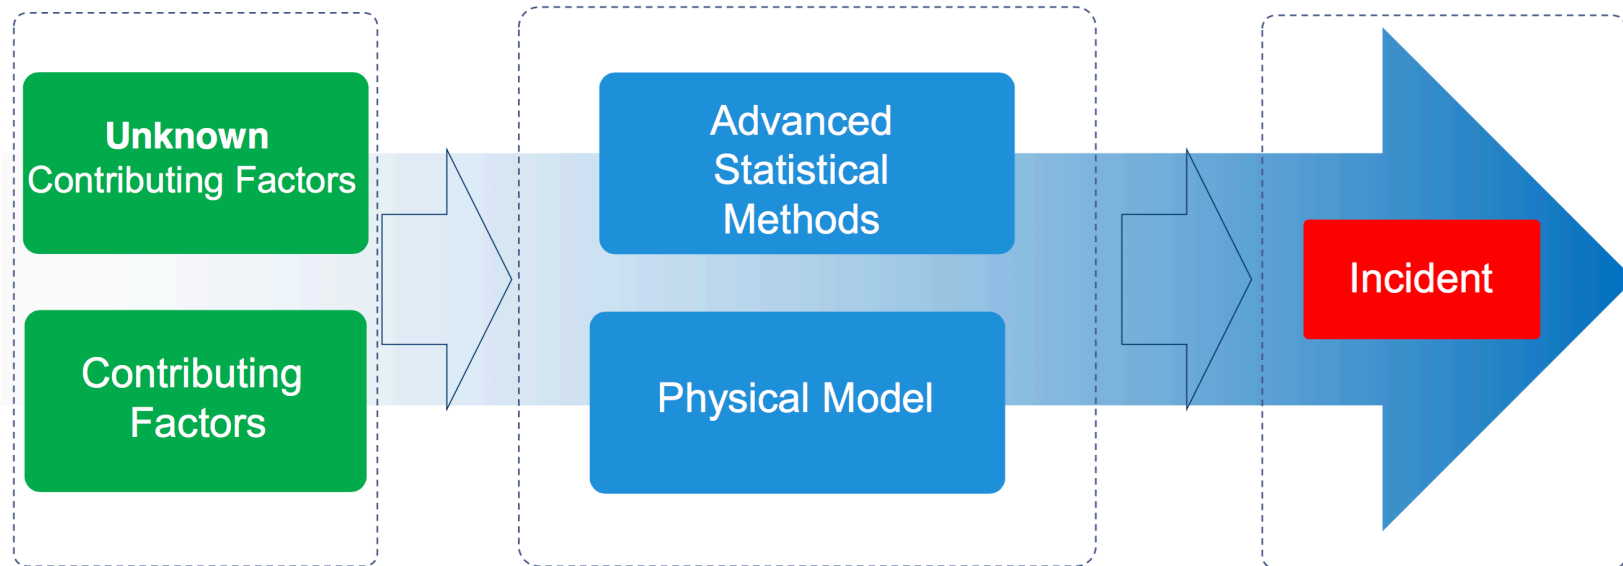 Unknown
Contributing Factors
Contributing
Factors
Advanced
Statistical
Methods
Physical Model
Incident